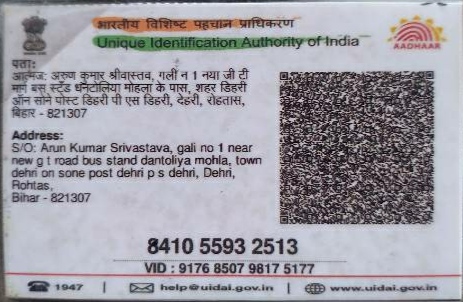 भारतीय विशिष्ट पहचान प्राधिकरण
Unique Identification Authority of India
AADHAAR
पता:
आत्मज: अरुण कुमार श्रीवास्तव, गली न 1 नया जी टी
मार्ग बस स्टैंड धनटोलिया मोहला के पास, शहर डिहरी
ऑन सोने पोस्ट डिहरी पी एस डिहरी, देहरी, रोहतास,
बिहार - 821307
Address:
S/O: Arun Kumar Srivastava, gali no 1 near
new g t road bus stand dantoliya mohla, town
dehri on sone post dehri p s dehri, Dehri,
Rohtas,
Bihar - 821307
8410 5593 2513
VID : 9176 8507 9817 5177
1947 | help@uidai.gov.in | www.uidai.gov.in